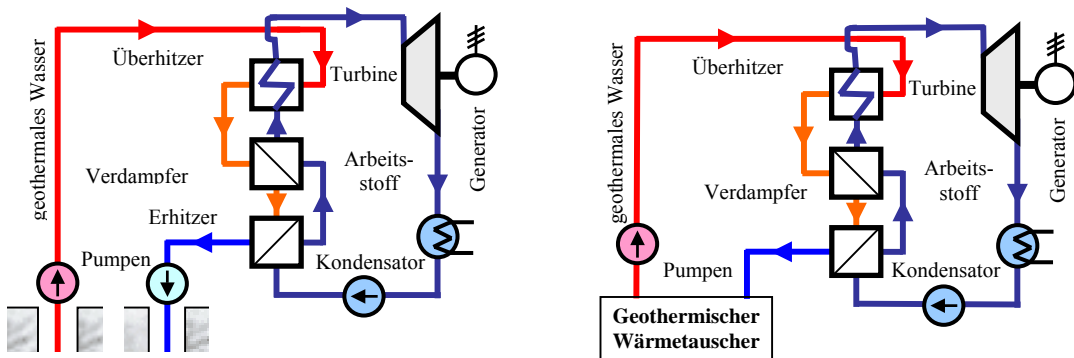 geothermales Wasser
Überhitzer
Turbine
Generator
Verdampfer
Arbeits-
stoff
Erhitzer
Pumpen
Kondensator
geothermales Wasser
Überhitzer
Turbine
Generator
Verdampfer
Arbeits-
stoff
Pumpen
Kondensator
Geothermischer
Wärmetauscher